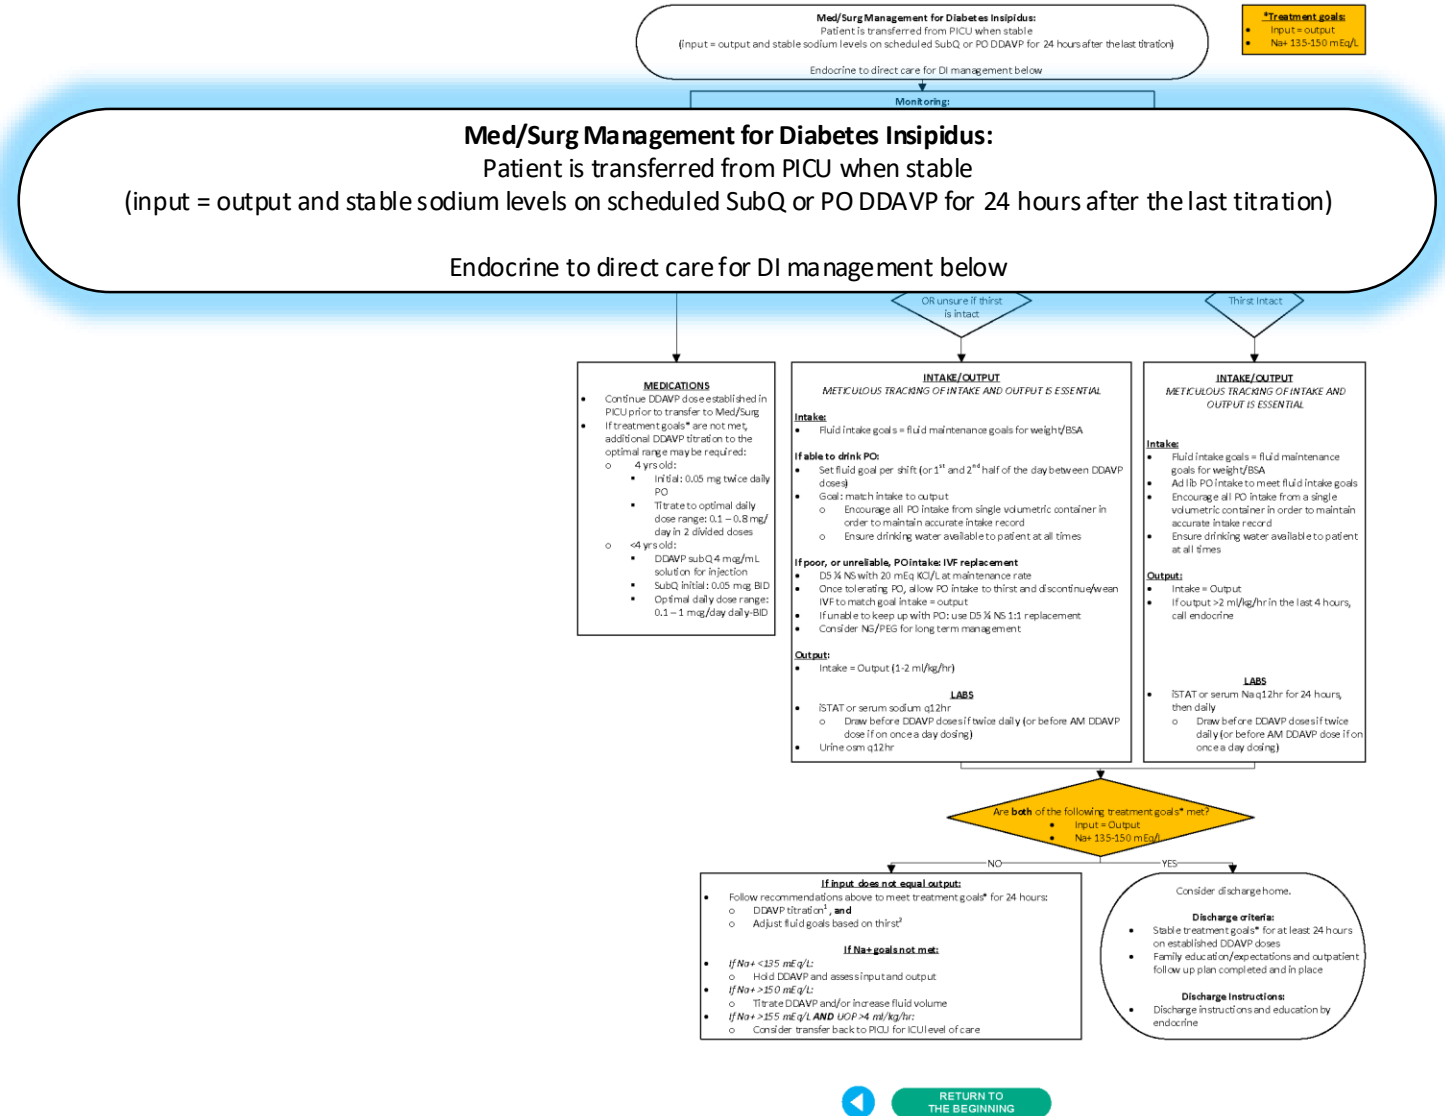 Med/Surg Management for Diabetes Insipidus:
Patient is transferred from PICU when stable
(input = output and stable sodium levels on scheduled SubQ or PO DDAVP for 24 hours after the last titration)
Endocrine to direct care for DI management below
*Treatment goals:
• Input = output
• Na+ 135-150 mEq/L
Monitoring:
Med/Surg Management for Diabetes Insipidus:
Patient is transferred from PICU when stable
(input = output and stable sodium levels on scheduled SubQ or PO DDAVP for 24 hours after the last titration)
Endocrine to direct care for DI management below
OR unsure if thirst
is intact
Thirst Intact
MEDICATIONS
• Continue DDAVP dose established in
PICU prior to transfer to Med/Surg
• If treatment goals* are not met,
additional DDAVP titration to the
optimal range may be required:
o 4 yrs old:
▪ Initial: 0.05 mg twice daily
PO
▪ Titrate to optimal daily
dose range: 0.1 – 0.8 mg/
day in 2 divided doses
o <4 yrs old:
▪ DDAVP subQ 4 mcg/mL
solution for injection
▪ SubQ initial: 0.05 mcg BID
▪ Optimal daily dose range:
0.1 – 1 mcg/day daily-BID
INTAKE/OUTPUT
METICULOUS TRACKING OF INTAKE AND OUTPUT IS ESSENTIAL
Intake:
• Fluid intake goals = fluid maintenance goals for weight/BSA
If able to drink PO:
• Set fluid goal per shift (or 1st and 2nd half of the day between DDAVP
doses)
• Goal: match intake to output
o Encourage all PO intake from single volumetric container in
order to maintain accurate intake record
o Ensure drinking water available to patient at all times
If poor, or unreliable, PO intake: IVF replacement
• D5 ¼ NS with 20 mEq KCl/L at maintenance rate
• Once tolerating PO, allow PO intake to thirst and discontinue/wean
IVF to match goal intake = output
• If unable to keep up with PO: use D5 ¼ NS 1:1 replacement
• Consider NG/PEG for long term management
Output:
• Intake = Output (1-2 ml/kg/hr)
LABS
• iSTAT or serum sodium q12hr
o Draw before DDAVP doses if twice daily (or before AM DDAVP
dose if on once a day dosing)
• Urine osm q12hr
INTAKE/OUTPUT
METICULOUS TRACKING OF INTAKE AND
OUTPUT IS ESSENTIAL
Intake:
• Fluid intake goals = fluid maintenance
goals for weight/BSA
• Ad lib PO intake to meet fluid intake goals
• Encourage all PO intake from a single
volumetric container in order to maintain
accurate intake record
• Ensure drinking water available to patient
at all times
Output:
• Intake = Output
• If output >2 ml/kg/hr in the last 4 hours,
call endocrine
LABS
• iSTAT or serum Na q12hr for 24 hours,
then daily
o Draw before DDAVP doses if twice
daily (or before AM DDAVP dose if on
once a day dosing)
Are both of the following treatment goals* met?
• Input = Output
• Na+ 135-150 mEq/L
NO
YES
If input does not equal output:
• Follow recommendations above to meet treatment goals* for 24 hours:
o DDAVP titration¹, and
o Adjust fluid goals based on thirst²
If Na+ goals not met:
• If Na+ <135 mEq/L:
o Hold DDAVP and assess input and output
• If Na+ >150 mEq/L:
o Titrate DDAVP and/or increase fluid volume
• If Na+ >155 mEq/L AND UOP >4 ml/kg/hr:
o Consider transfer back to PICU for ICU level of care
Consider discharge home.
Discharge criteria:
• Stable treatment goals* for at least 24 hours
on established DDAVP doses
• Family education/expectations and outpatient
follow up plan completed and in place
Discharge Instructions:
• Discharge instructions and education by
endocrine
RETURN TO
THE BEGINNING